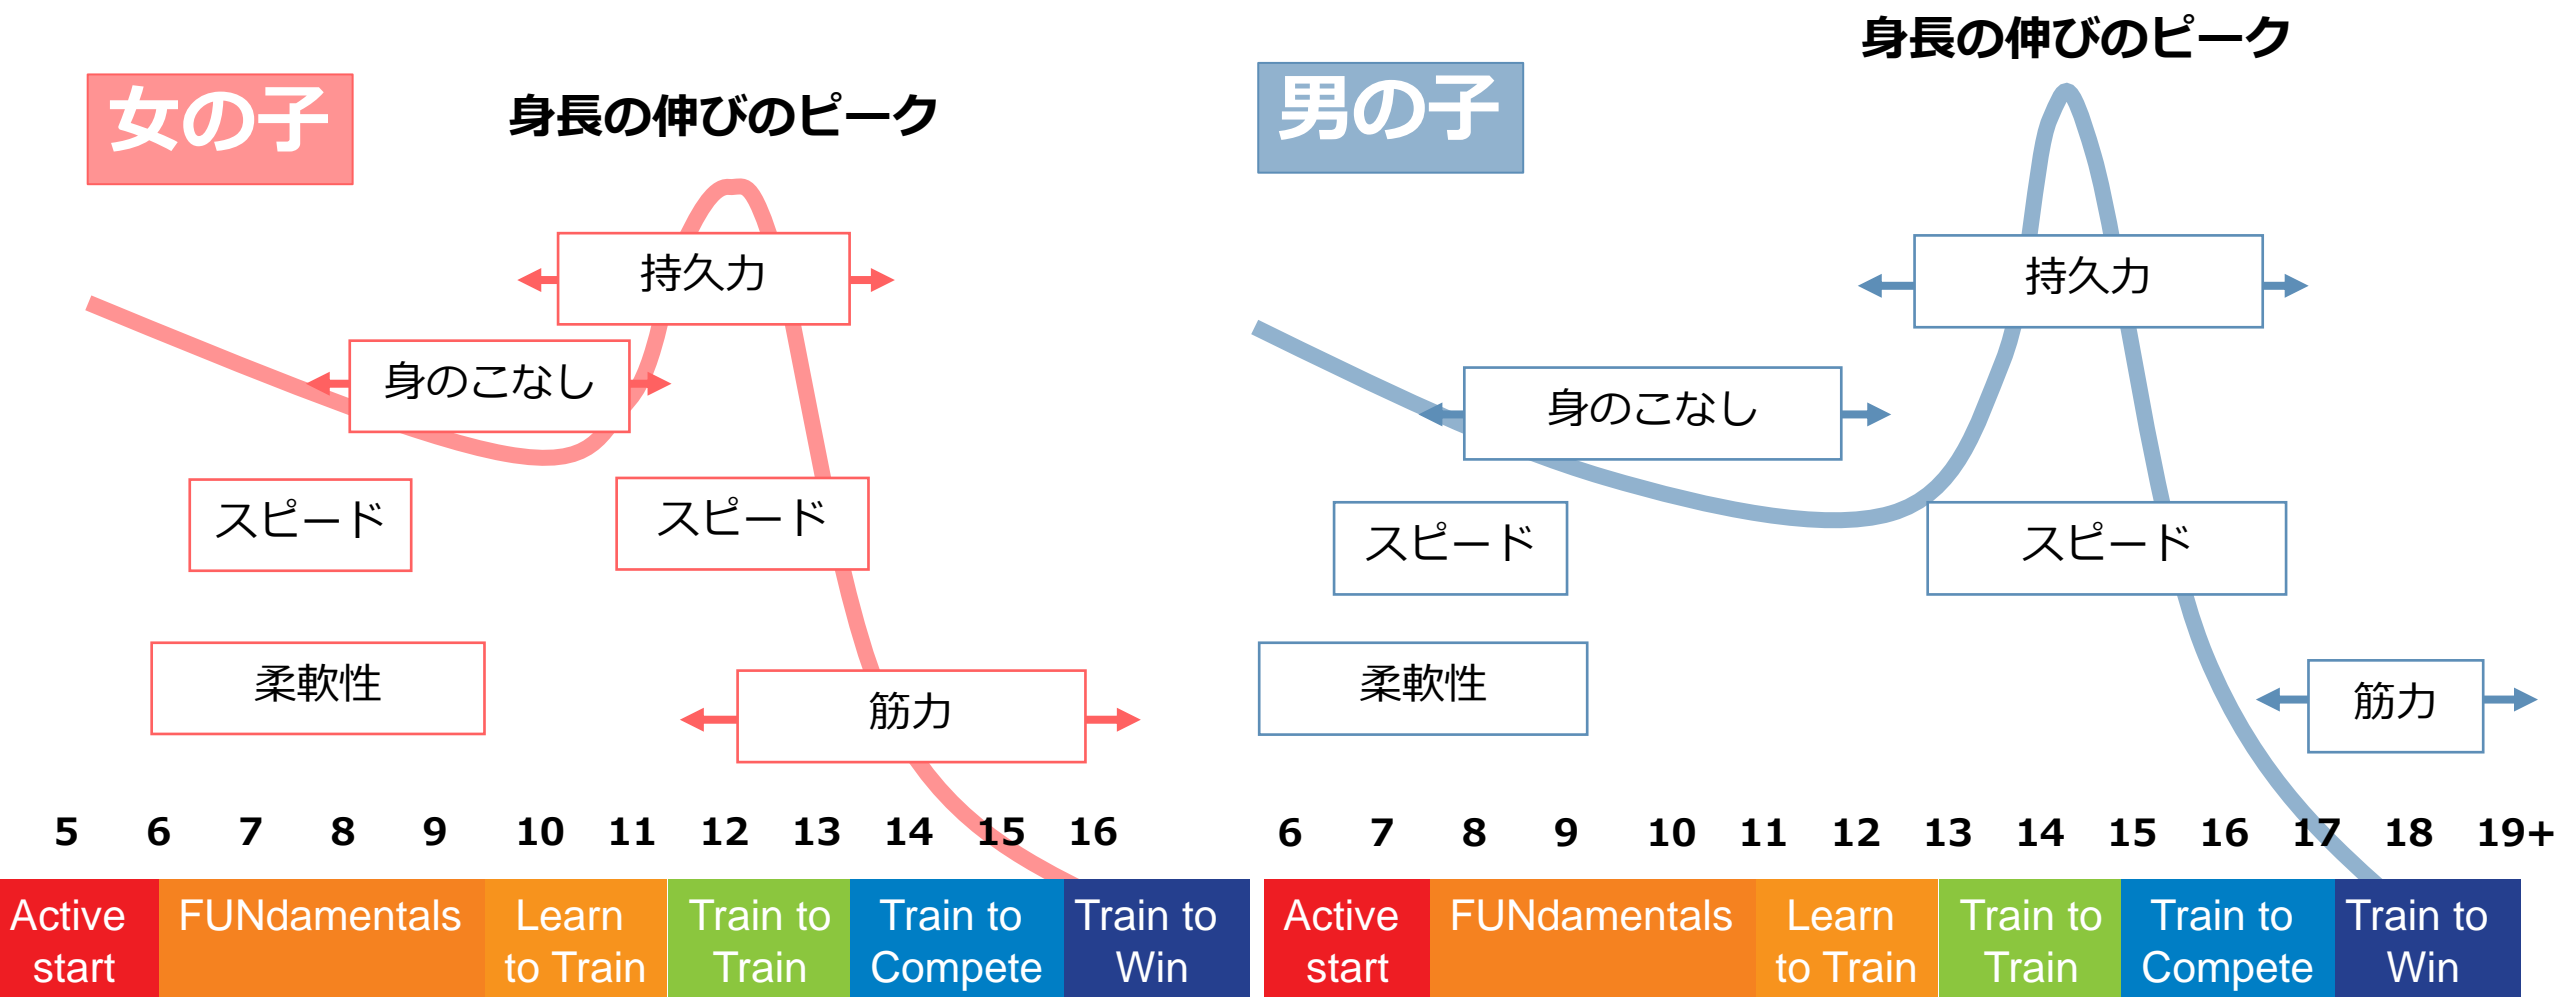 女の子
身長の伸びのピーク
持久力
身のこなし
スピード
スピード
柔軟性
筋力
5 6 7 8 9 10 11 12 13 14 15 16
Active
start
FUNdamentals
Learn
to Train
Train to
Train
Train to
Compete
Train to
Win
男の子
身長の伸びのピーク
持久力
身のこなし
スピード
スピード
柔軟性
筋力
6 7 8 9 10 11 12 13 14 15 16 17 18 19+
Active
start
FUNdamentals
Learn
to Train
Train to
Train
Train to
Compete
Train to
Win